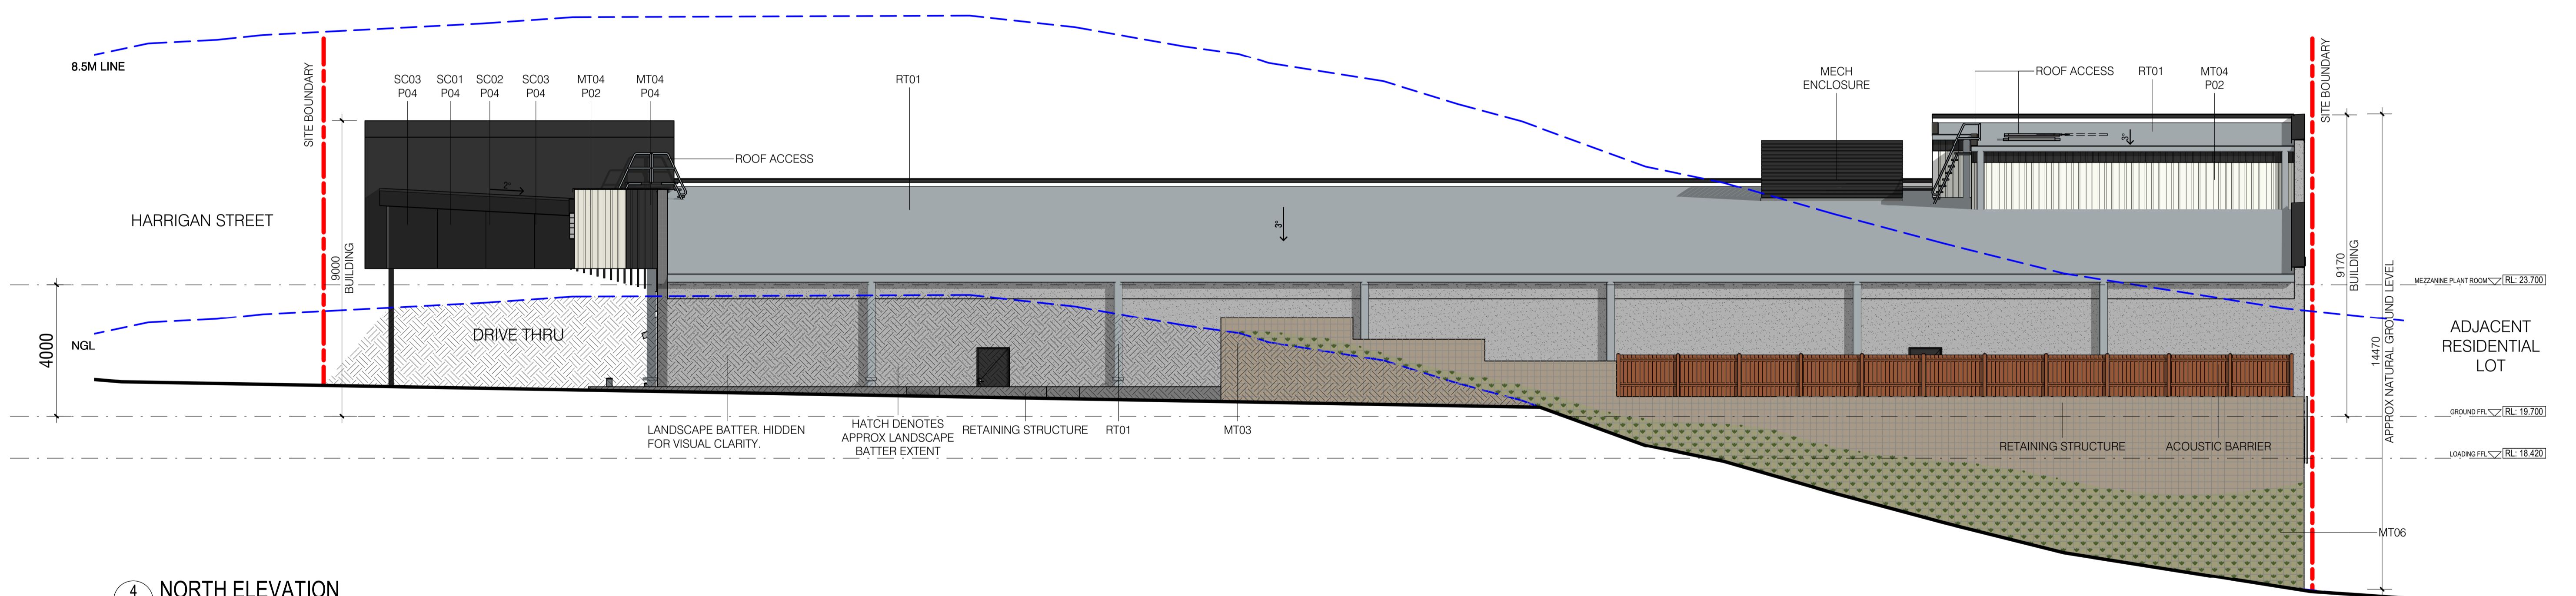 8.5M LINE
SITE BOUNDARY
SC03
P04
SC01
P04
SC02
P04
SC03
P04
MT04
P02
MT04
P04
RT01
MECH
ENCLOSURE
ROOF ACCESS
RT01
MT04
P02
SITE BOUNDARY
ROOF ACCESS
2°
3°
3°
HARRIGAN STREET
9000
BUILDING
9170
BUILDING
14470
APPROX NATURAL GROUND LEVEL
MEZZANINE PLANT ROOM RL: 23.700
4000
NGL
DRIVE THRU
ADJACENT
RESIDENTIAL
LOT
GROUND FFL RL: 19.700
LANDSCAPE BATTER. HIDDEN
FOR VISUAL CLARITY.
HATCH DENOTES
APPROX LANDSCAPE
BATTER EXTENT
RETAINING STRUCTURE
RT01
MT03
RETAINING STRUCTURE
ACOUSTIC BARRIER
LOADING FFL RL: 18.420
MT06
4
NORTH ELEVATION